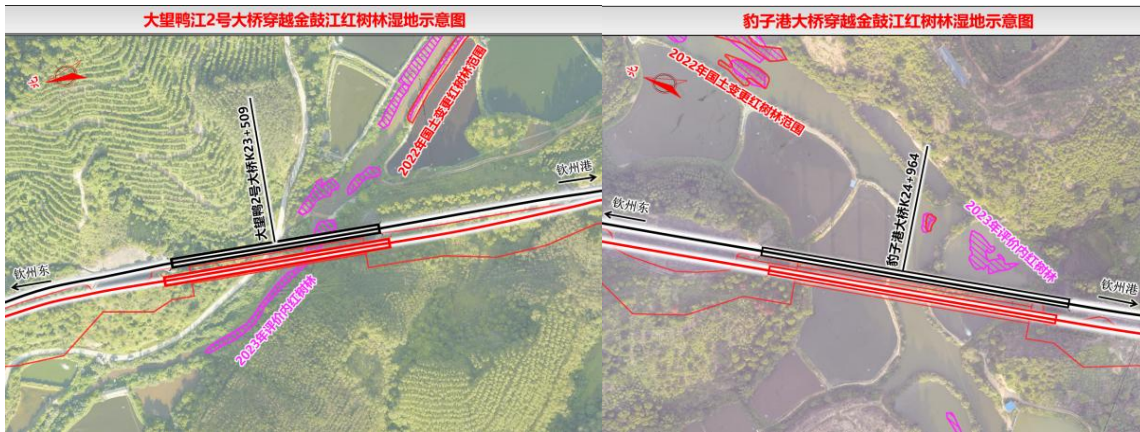 大望鸭江2号大桥穿越金鼓江红树林湿地示意图
北
2022年国土变更红树林范围
大望鸭2号大桥K23+509
钦州港
钦州东
2023年评价内红树林
豹子港大桥穿越金鼓江红树林湿地示意图
北
2022年国土变更红树林范围
豹子港大桥K24+964
钦州东
2023年评价内红树林
钦州港